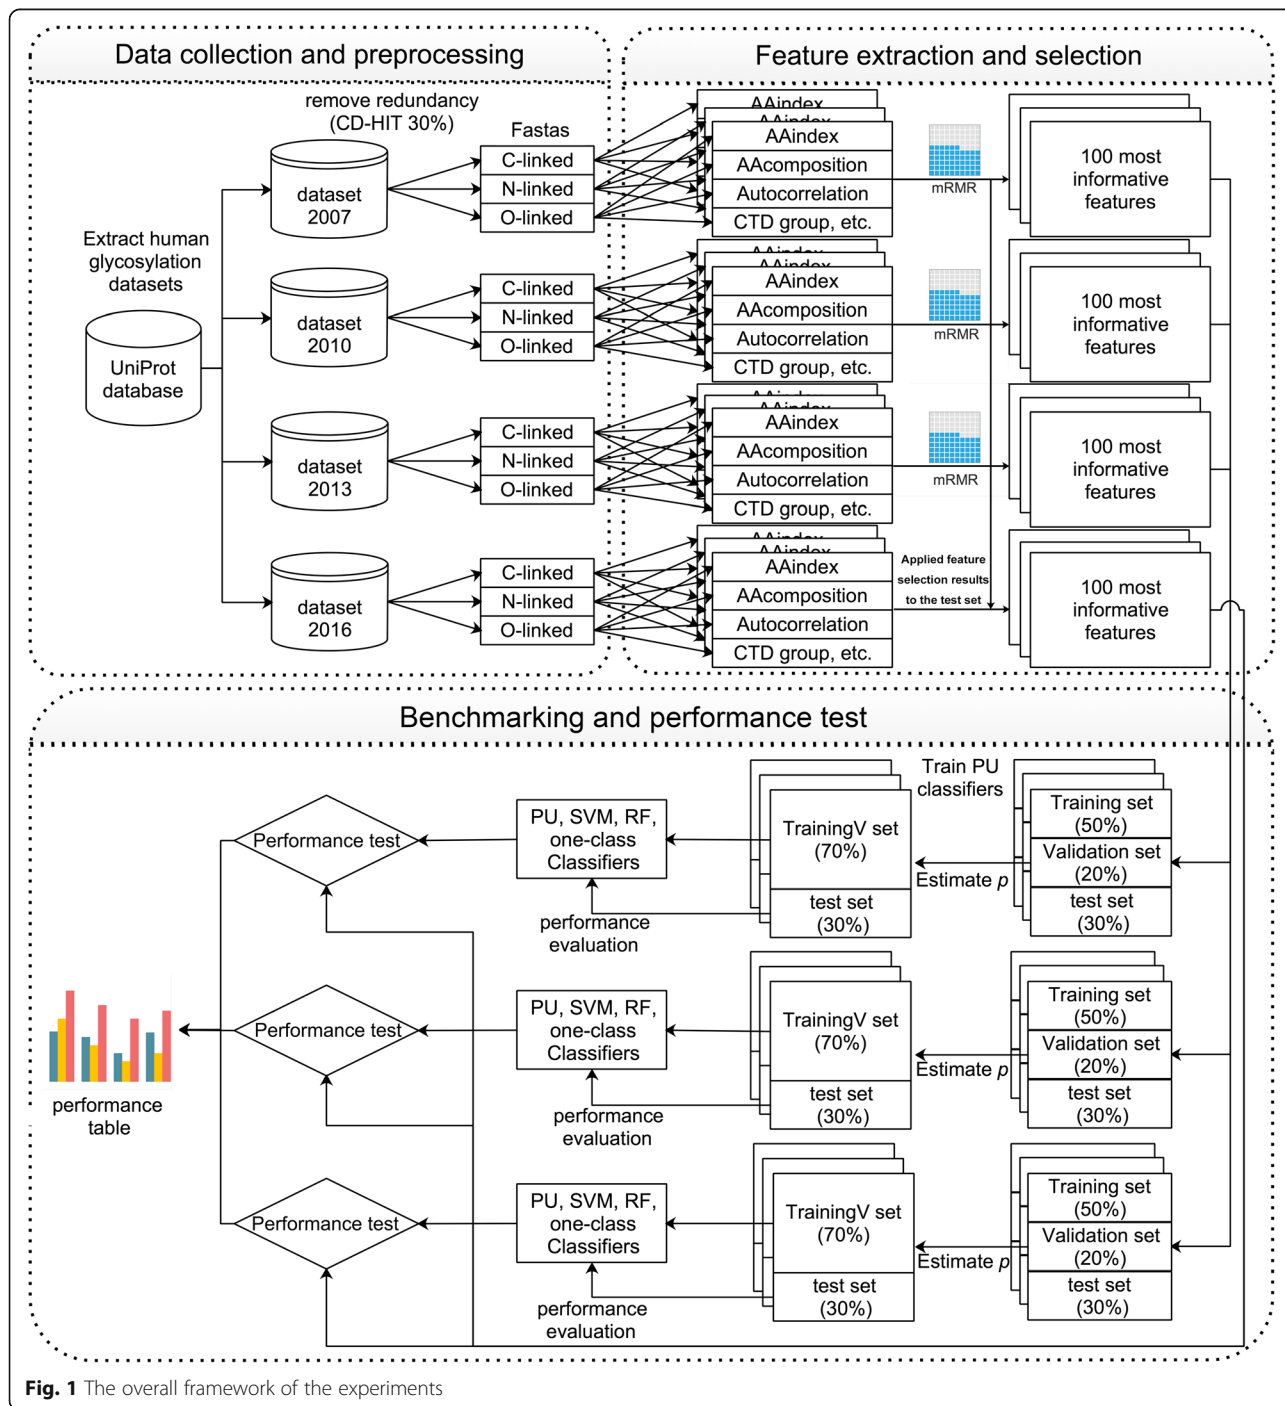 Data collection and preprocessing
remove redundancy
(CD-HIT 30%)
Fastas
Extract human
glycosylation
datasets
UniProt
database
dataset
2007
C-linked
N-linked
O-linked
dataset
2010
C-linked
N-linked
O-linked
dataset
2013
C-linked
N-linked
O-linked
dataset
2016
C-linked
N-linked
O-linked
Feature extraction and selection
AAindex
AAindex
AAindex
AAcomposition
Autocorrelation
CTD group, etc.
mRMR
100 most
informative
features
AAindex
AAindex
AAindex
AAcomposition
Autocorrelation
CTD group, etc.
mRMR
100 most
informative
features
AAindex
AAindex
AAindex
AAcomposition
Autocorrelation
CTD group, etc.
mRMR
100 most
informative
features
AAindex
AAindex
AAindex
AAcomposition
Autocorrelation
CTD group, etc.
Applied feature
selection results
to the test set
100 most
informative
features
Benchmarking and performance test
Train PU
classifiers
Training set
(50%)
Validation set
(20%)
test set
(30%)
Estimate p
TrainingV set
(70%)
test set
(30%)
PU, SVM, RF,
one-class
Classifiers
performance
evaluation
Performance test
Training set
(50%)
Validation set
(20%)
test set
(30%)
Estimate p
TrainingV set
(70%)
test set
(30%)
PU, SVM, RF,
one-class
Classifiers
performance
evaluation
Performance test
performance
table
Training set
(50%)
Validation set
(20%)
test set
(30%)
Estimate p
TrainingV set
(70%)
test set
(30%)
PU, SVM, RF,
one-class
Classifiers
performance
evaluation
Performance test
Fig. 1 The overall framework of the experiments